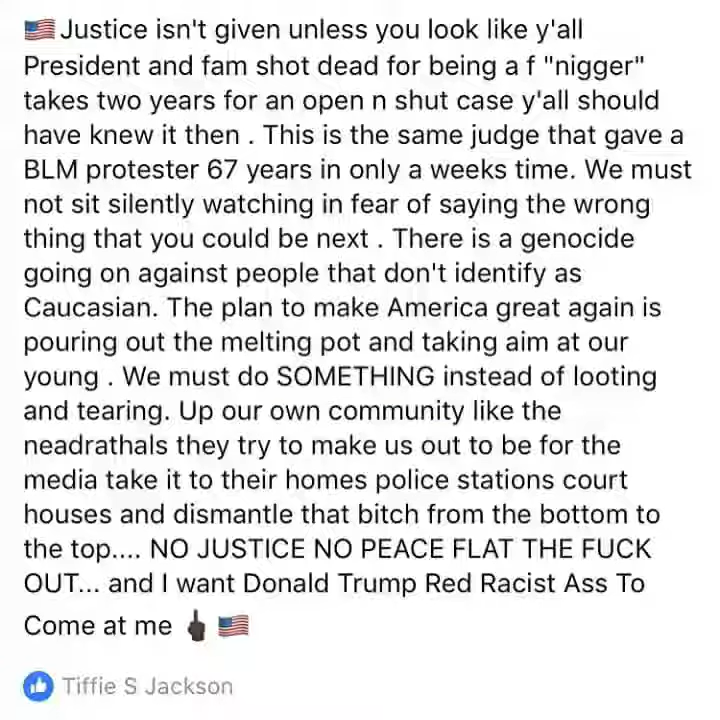 🇺🇸Justice isn't given unless you look like y'all
President and fam shot dead for being a f "nigger"
takes two years for an open n shut case y'all should
have knew it then . This is the same judge that gave a
BLM protester 67 years in only a weeks time. We must
not sit silently watching in fear of saying the wrong
thing that you could be next . There is a genocide
going on against people that don't identify as
Caucasian. The plan to make America great again is
pouring out the melting pot and taking aim at our
young . We must do SOMETHING instead of looting
and tearing. Up our own community like the
neadrathals they try to make us out to be for the
media take it to their homes police stations court
houses and dismantle that bitch from the bottom to
the top.... NO JUSTICE NO PEACE FLAT THE FUCK
OUT... and I want Donald Trump Red Racist Ass To
Come at me 🖕🏿 🇺🇸
Tiffie S Jackson